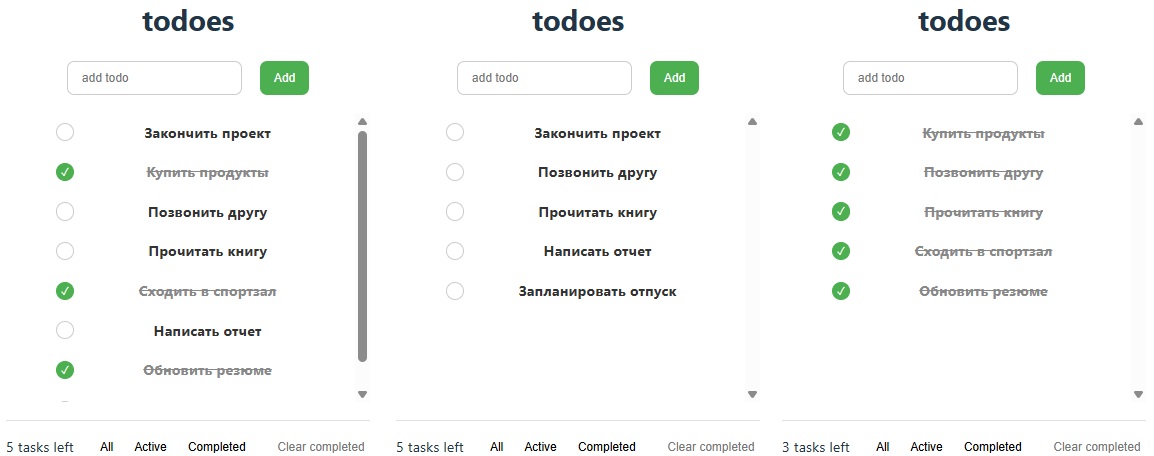 todoes
add todo
Add
Закончить проект
Купить продукты
Позвонить другу
Прочитать книгу
Сходить в спортзал
Написать отчет
Обновить резюме
5 tasks left
All
Active
Completed
Clear completed
todoes
add todo
Add
Закончить проект
Позвонить другу
Прочитать книгу
Написать отчет
Запланировать отпуск
5 tasks left
All
Active
Completed
Clear completed
todoes
add todo
Add
Купить продукты
Позвонить другу
Прочитать книгу
Сходить в спортзал
Обновить резюме
3 tasks left
All
Active
Completed
Clear completed